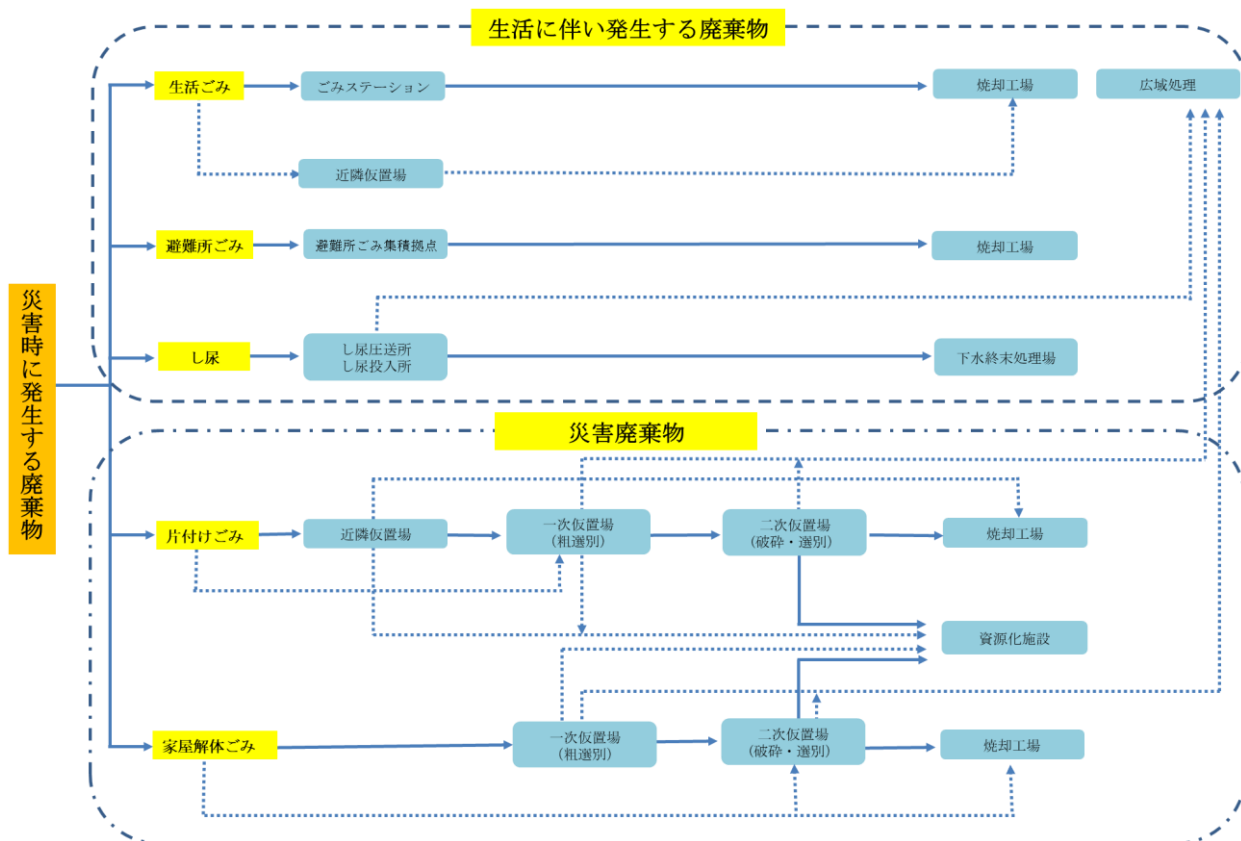 生活に伴い発生する廃棄物
生活ごみ
ごみステーション
焼却工場
広域処理
近隣仮置場
避難所ごみ
避難所ごみ集積拠点
焼却工場
し尿
し尿圧送所
し尿投入所
下水終末処理場
災害時に発生する廃棄物
災害廃棄物
片付けごみ
近隣仮置場
一次仮置場
(粗選別)
二次仮置場
(破砕・選別)
焼却工場
資源化施設
家屋解体ごみ
一次仮置場
(粗選別)
二次仮置場
(破砕・選別)
焼却工場